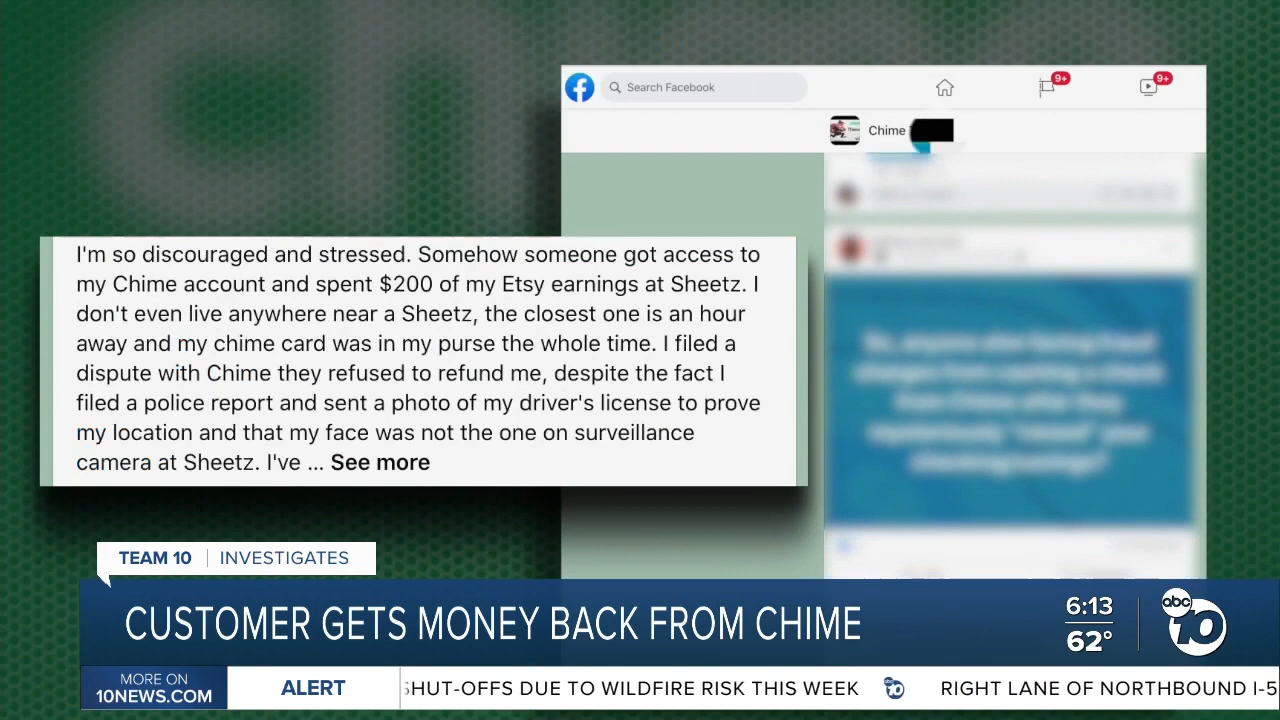 Search Facebook
9+
9+
Chime
I'm so discouraged and stressed. Somehow someone got access to
my Chime account and spent $200 of my Etsy earnings at Sheetz. I
don't even live anywhere near a Sheetz, the closest one is an hour
away and my chime card was in my purse the whole time. I filed a
dispute with Chime they refused to refund me, despite the fact I
filed a police report and sent a photo of my driver's license to prove
my location and that my face was not the one on surveillance
camera at Sheetz. I've ... See more
TEAM 10 | INVESTIGATES
CUSTOMER GETS MONEY BACK FROM CHIME
6:13
62°
abc 10
MORE ON
10NEWS.COM
ALERT
SHUT-OFFS DUE TO WILDFIRE RISK THIS WEEK
abc 10
RIGHT LANE OF NORTHBOUND I-5